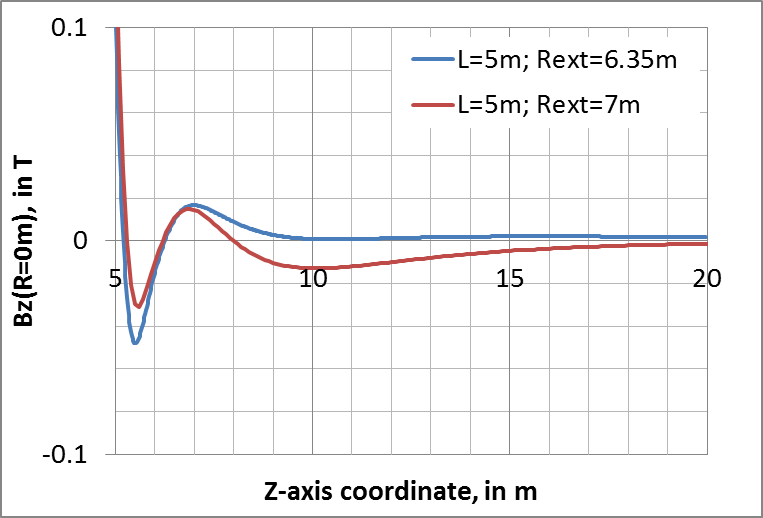 0.1
L=5m; Rext=6.35m
L=5m; Rext=7m
0
5
10
15
20
-0.1
Bz(R=0m), in T
Z-axis coordinate, in m